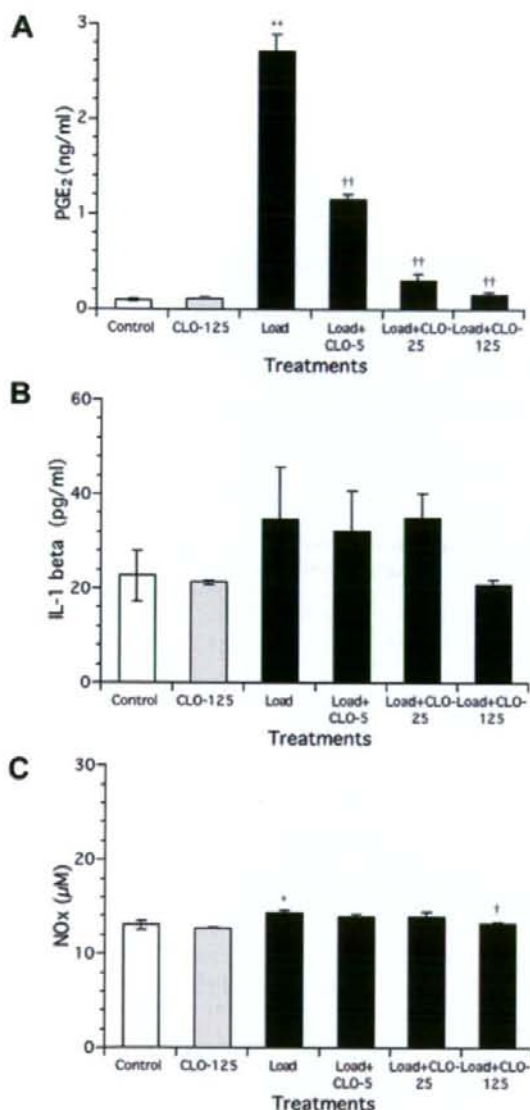 A
PGE₂ (ng/ml)
3
2
1
0
**
††
††
††
Control
CLO-125
Load
Load+
CLO-5
Load+CLO-
25
Load+CLO-
125
Treatments
B
IL-1 beta (pg/ml)
60
40
20
0
Control
CLO-125
Load
Load+
CLO-5
Load+CLO-
25
Load+CLO-
125
Treatments
C
NOx (μM)
30
20
10
0
*
†
Control
CLO-125
Load
Load+
CLO-5
Load+CLO-
25
Load+CLO-
125
Treatments